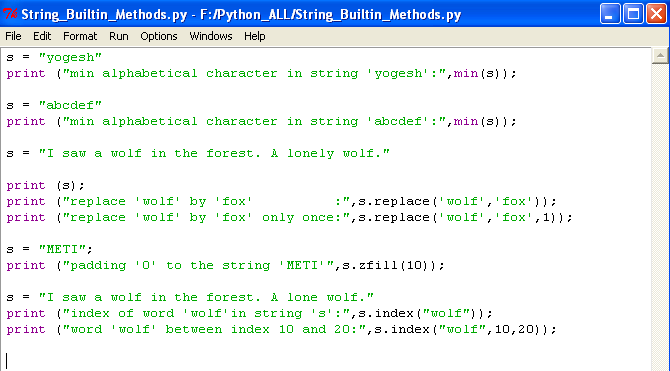 String_Builtin_Methods.py - F:/Python_ALL/String_Builtin_Methods.py
File Edit Format Run Options Windows Help
s = "yogesh"
print ("min alphabetical character in string 'yogesh':",min(s));
s = "abcdef"
print ("min alphabetical character in string 'abcdef':",min(s));
s = "I saw a wolf in the forest. A lonely wolf."
print (s);
print ("replace 'wolf' by 'fox'          :",s.replace('wolf','fox'));
print ("replace 'wolf' by 'fox' only once:",s.replace('wolf','fox',1));
s = "METI";
print ("padding '0' to the string 'METI'",s.zfill(10));
s = "I saw a wolf in the forest. A lone wolf."
print ("index of word 'wolf'in string 's':",s.index("wolf"));
print ("word 'wolf' between index 10 and 20:",s.index("wolf",10,20));